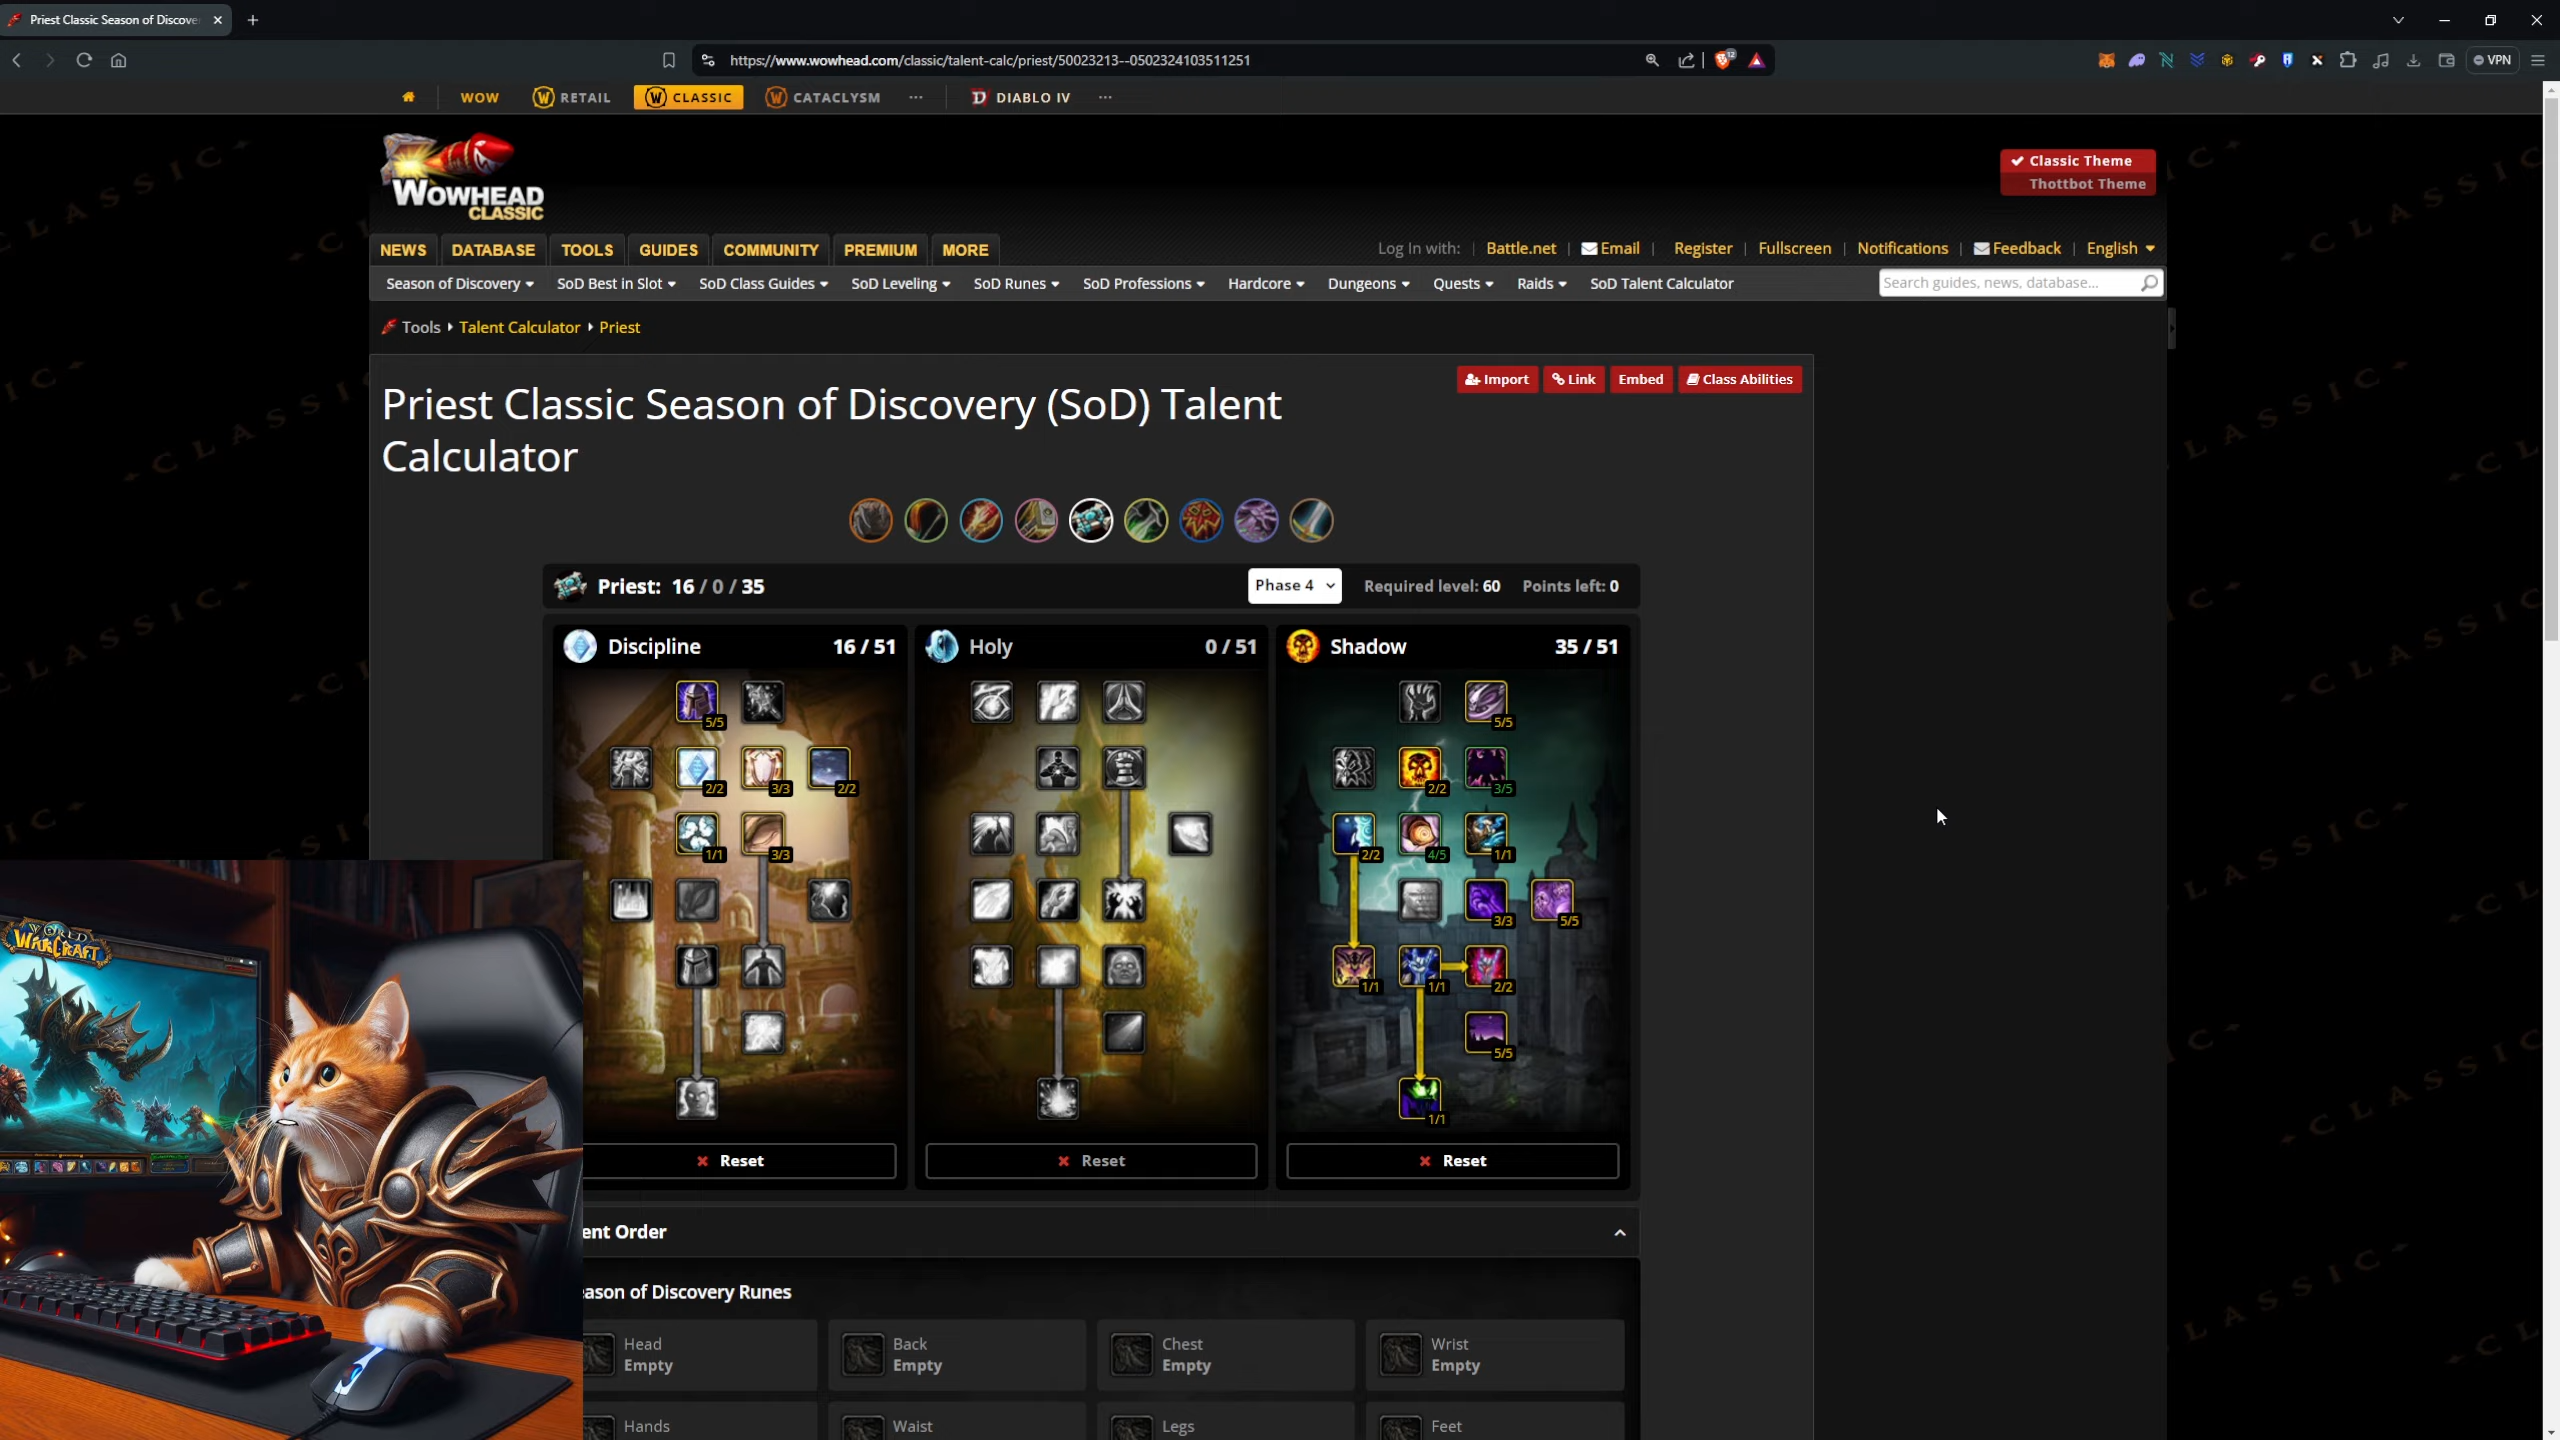 Priest Classic Season of Discove
https://www.wowhead.com/classic/talent-calc/priest/50023213--0502324103511251
12
VPN
WOW
RETAIL
CLASSIC
CATACLYSM
DIABLO IV
WOWHEAD
CLASSIC
Classic Theme
Thottbot Theme
NEWS
DATABASE
TOOLS
GUIDES
COMMUNITY
PREMIUM
MORE
Log In with:
Battle.net
Email
Register
Fullscreen
Notifications
Feedback
English
Season of Discovery
SoD Best in Slot
SoD Class Guides
SoD Leveling
SoD Runes
SoD Professions
Hardcore
Dungeons
Quests
Raids
SoD Talent Calculator
Search guides, news, database...
Tools
Talent Calculator
Priest
Import
Link
Embed
Class Abilities
Priest Classic Season of Discovery (SoD) Talent
Calculator
Priest: 16 / 0 / 35
Phase 4
Required level: 60
Points left: 0
Discipline
16 / 51
Holy
0 / 51
Shadow
35 / 51
5/5
5/5
2/2
3/3
2/2
2/2
3/5
1/1
3/3
2/2
4/5
1/1
3/3
5/5
1/1
1/1
2/2
5/5
1/1
Reset
Reset
Reset
ent Order
eason of Discovery Runes
Head
Empty
Back
Empty
Chest
Empty
Wrist
Empty
Hands
Waist
Legs
Feet
WORLD
WARCRAFT